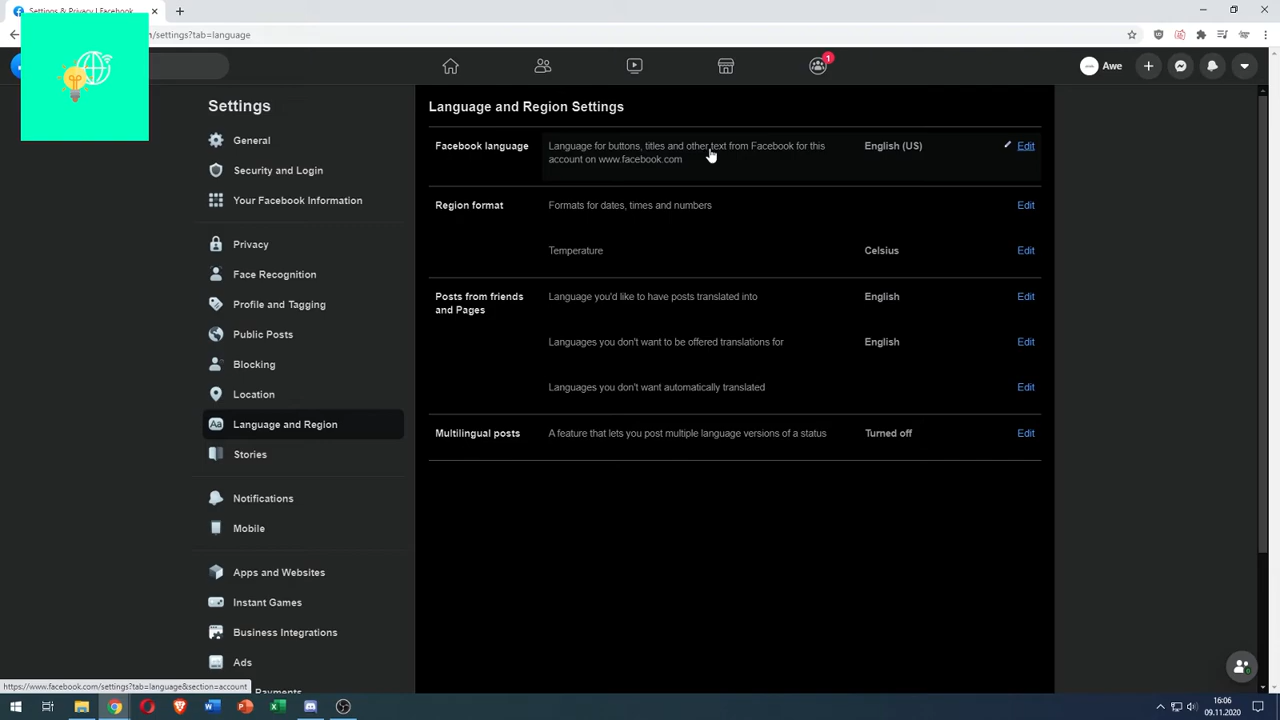 Settings & Privacy | Facebook
/settings?tab=language
1
Awe
Settings
General
Security and Login
Your Facebook Information
Privacy
Face Recognition
Profile and Tagging
Public Posts
Blocking
Location
Aa Language and Region
Stories
Notifications
Mobile
Apps and Websites
Instant Games
Business Integrations
Ads
Payments
Language and Region Settings
Facebook language
Language for buttons, titles and other text from Facebook for this
account on www.facebook.com
English (US)
Edit
Region format
Formats for dates, times and numbers
Edit
Temperature
Celsius
Edit
Posts from friends
and Pages
Language you'd like to have posts translated into
English
Edit
Languages you don't want to be offered translations for
English
Edit
Languages you don't want automatically translated
Edit
Multilingual posts
A feature that lets you post multiple language versions of a status
Turned off
Edit
https://www.facebook.com/settings?tab=language&section=account
16:06
09.11.2020